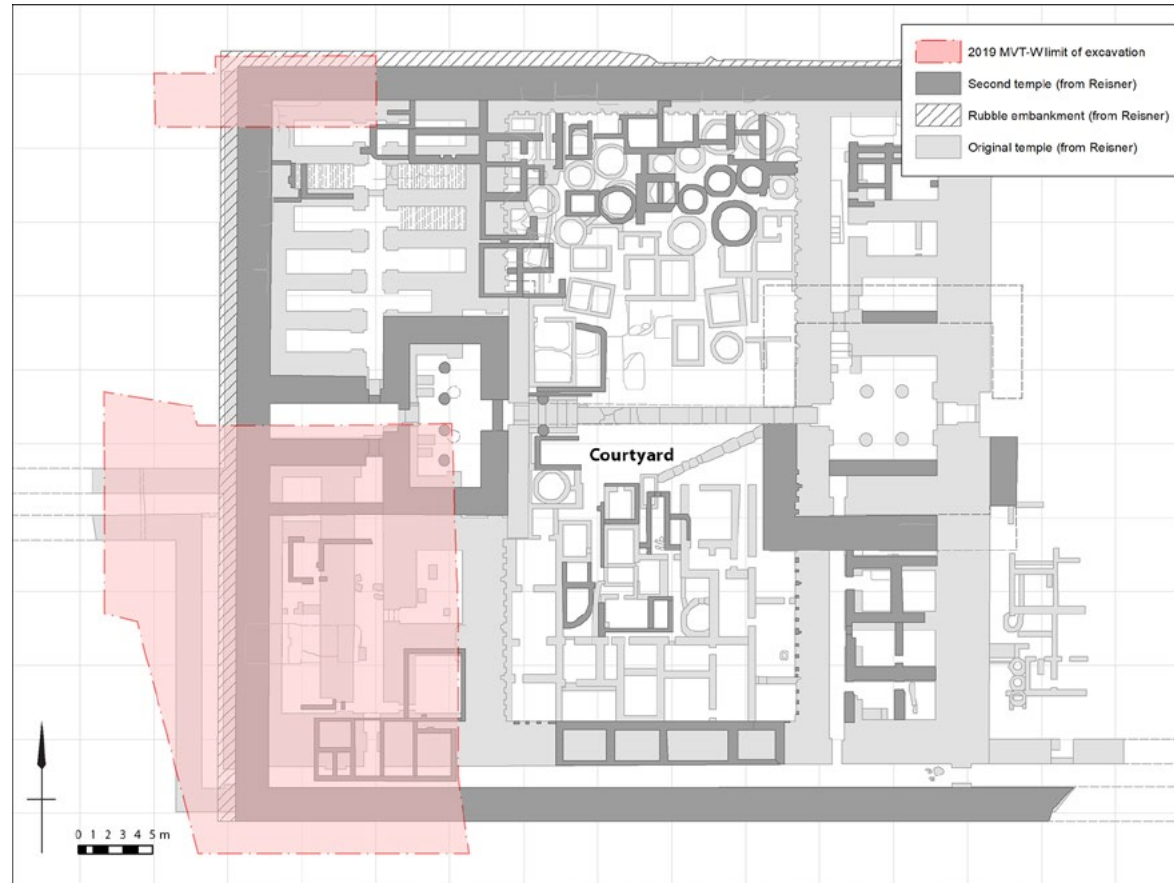 2019 MVT-W limit of excavation
Second temple (from Reisner)
Rubble embankment (from Reisner)
Original temple (from Reisner)
Courtyard
0 1 2 3 4 5 m